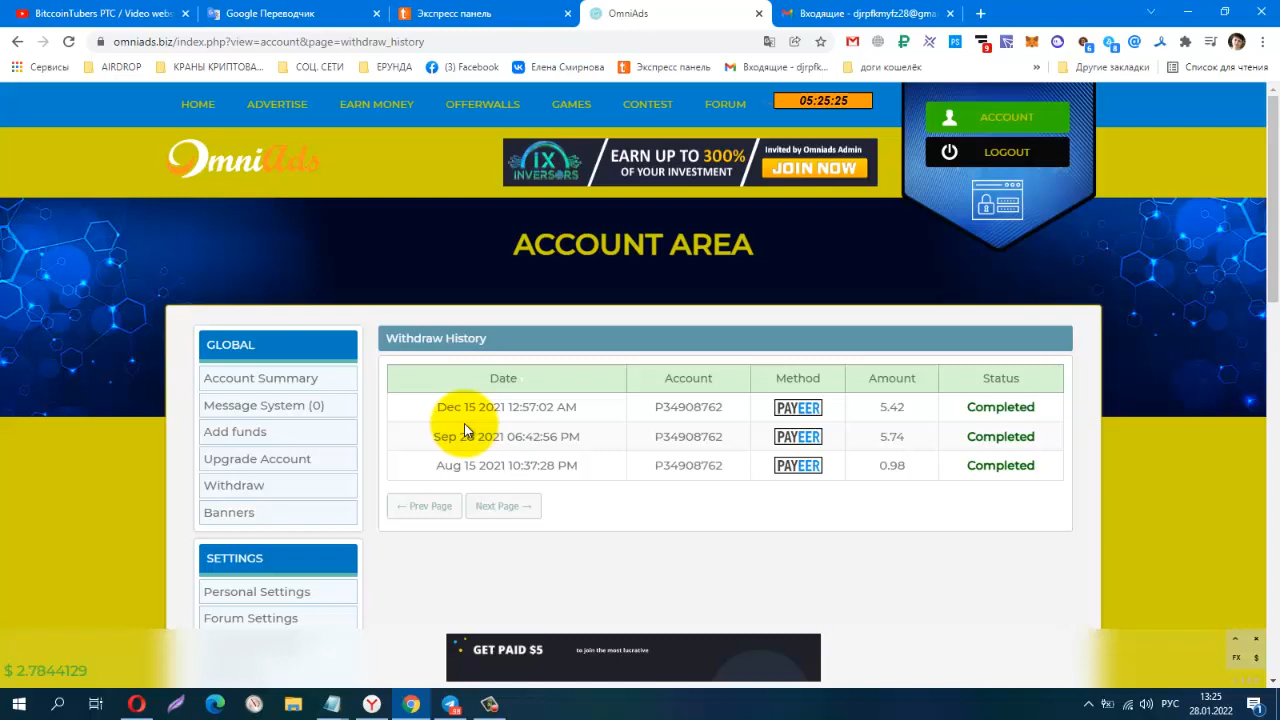 BitcoinTubers PTC / Video webs
OmniAds
Экспресс панель
OmniAds
Входящие - djrpfkmyfz28@gma
omniads.biz/index.php?view=account&page=withdraw_history
Сервисы
AIRDROP
КРАНЫ КРИПТОВА...
СОЦ. СЕТИ
ЕРУНДА
(3) Facebook
Елена Смирнова
Экспресс панель
Входящие - djrpfkm...
доги кошелёк
»
Другие закладки
Список для чтения
HOME
ADVERTISE
EARN MONEY
OFFERWALLS
GAMES
CONTEST
FORUM
05:25:25
ACCOUNT
LOGOUT
OmniAds
IX
INVERSORS
EARN UP TO 300%
OF YOUR INVESTMENT
Invited by Omniads Admin
JOIN NOW
ACCOUNT AREA
GLOBAL
Account Summary
Message System (0)
Add funds
Upgrade Account
Withdraw
Banners
SETTINGS
Personal Settings
Forum Settings
Withdraw History
Date Account Method Amount Status
Dec 15 2021 12:57:02 AM P34908762 PAYEER 5.42 Completed
Sep 2021 06:42:56 PM P34908762 PAYEER 5.74 Completed
Aug 15 2021 10:37:28 PM P34908762 PAYEER 0.98 Completed
← Prev Page
Next Page →
GET PAID $5
to join the most lucrative
FX $
$ 2.7844129
98
РУС
13:25
28.01.2022